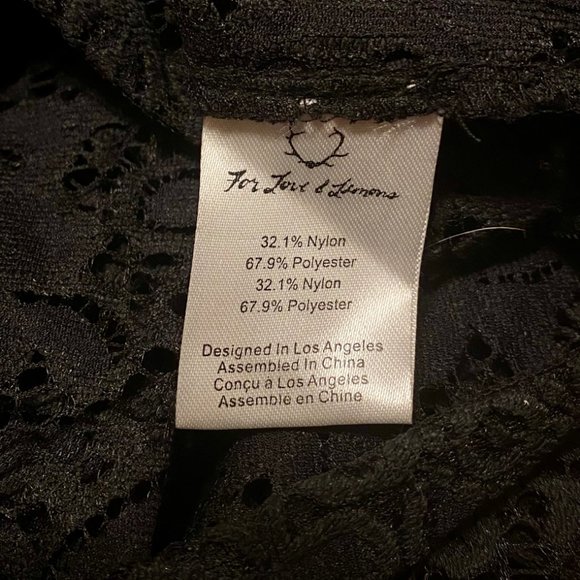 For Love & Lemons
32.1% Nylon
67.9% Polyester
32.1% Nylon
67.9% Polyester
Designed In Los Angeles
Assembled In China
Conçu a Los Angeles
Assemble en Chine